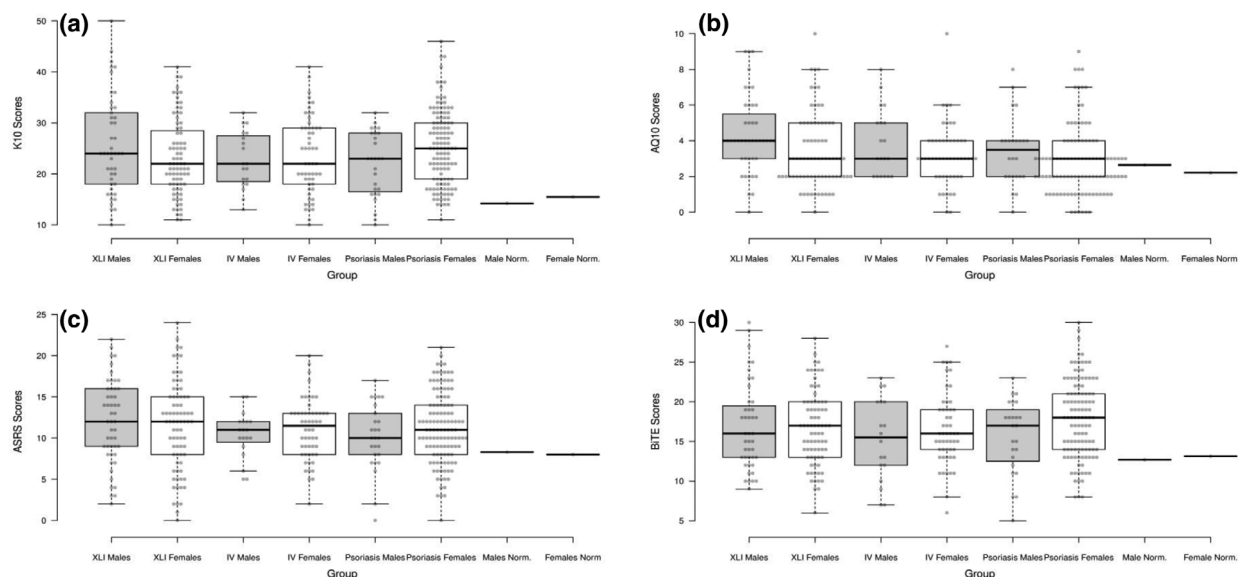 (a)
K10 Scores
50
40
30
20
10
XLI Males XLI Females IV Males IV Females Psoriasis Males Psoriasis Females Male Norm. Female Norm.
Group
(b)
AQ10 Scores
10
8
6
4
2
0
XLI Males XLI Females IV Males IV Females Psoriasis Males Psoriasis Females Males Norm. Females Norm
Group
(c)
ASRS Scores
25
20
15
10
5
0
XLI Males XLI Females IV Males IV Females Psoriasis Males Psoriasis Females Males Norm. Females Norm
Group
(d)
BiTE Scores
30
25
20
15
10
5
XLI Males XLI Females IV Males IV Females Psoriasis Males Psoriasis Females Male Norm. Female Norm.
Group